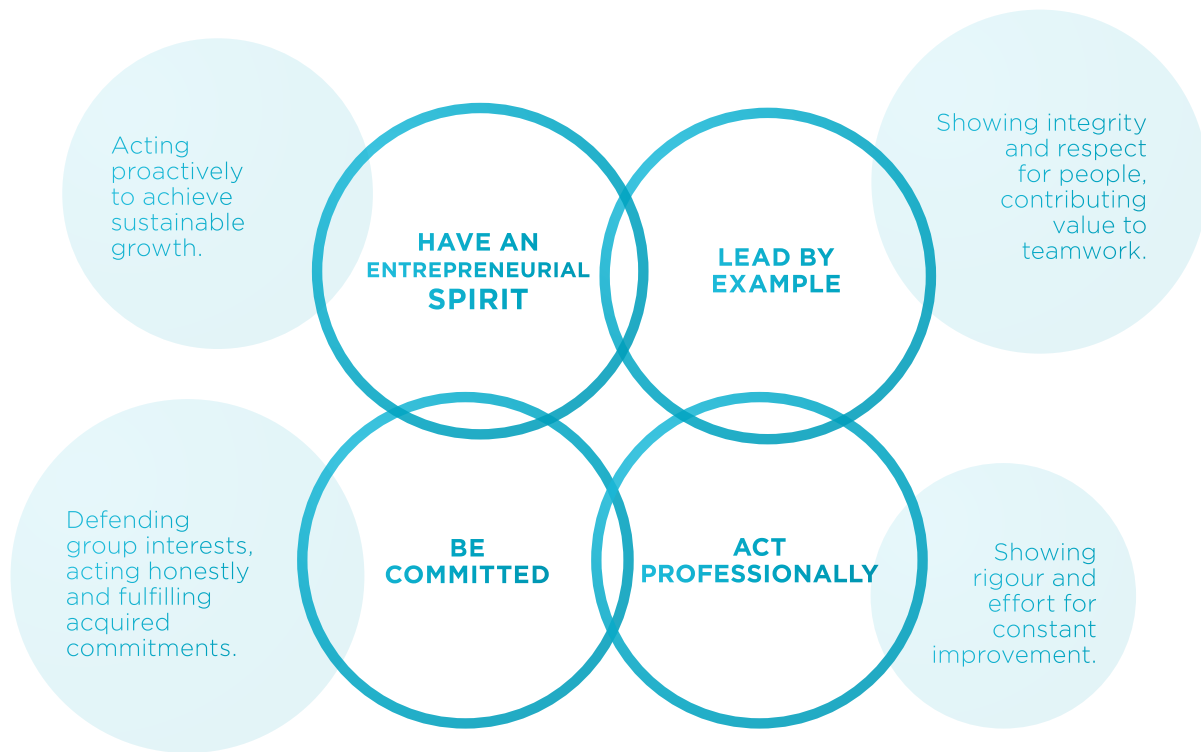 Acting
proactively
to achieve
sustainable
growth.
HAVE AN
ENTREPRENEURIAL
SPIRIT
LEAD BY
EXAMPLE
Showing integrity
and respect
for people,
contributing
value to
teamwork.
Defending
group interests,
acting honestly
and fulfilling
acquired
commitments.
BE
COMMITTED
ACT
PROFESSIONALLY
Showing
rigour and
effort for
constant
improvement.